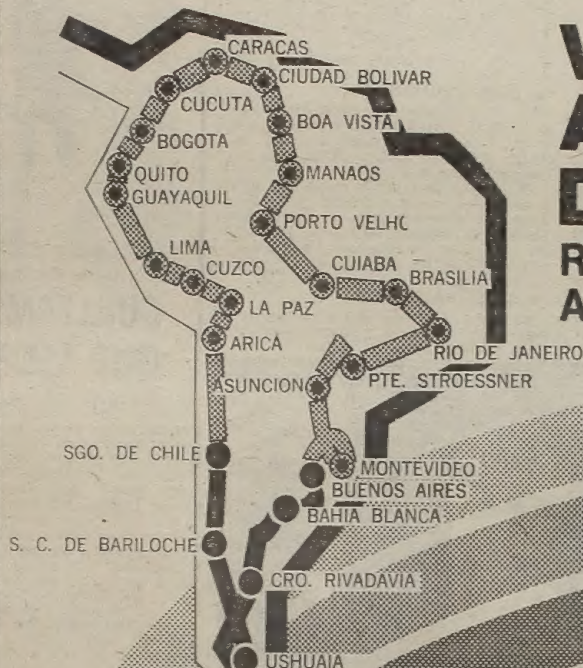 CARACAS
CIUDAD BOLIVAR
CUCUTA
BOA VISTA
BOGOTA
QUITO
MANAOS
GUAYAQUIL
PORTO VELHO
LIMA
CUIABA
CUZCO
BRASILIA
LA PAZ
ARICA
RIO DE JANEIRO
PTE. STROESSNER
ASUNCION
SGO. DE CHILE
MONTEVIDEO
BUENOS AIRES
BAHIA BLANCA
S. C. DE BARILOCHE
CRO. RIVADAVIA
USHUAIA